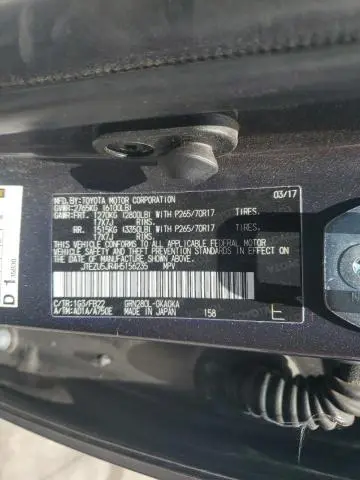 MFD. BY: TOYOTA MOTOR CORPORATION 03/17
GVWR-2765KG (6100LB)
GAWR:FRT. 1270KG (2800LB) WITH P265/70R17 TIRES.
17X7J RIMS.
RR. 1515KG (3350LB) WITH P265/70R17 TIRES.
17X7J RIMS.
THIS VEHICLE CONFORMS TO ALL APPLICABLE FEDERAL MOTOR
VEHICLE SAFETY AND THEFT PREVENTION STANDARDS IN
EFFECT ON THE DATE OF MANUFACTURE SHOWN ABOVE.
JTEZU5JR4H5156235 MPV
C/TR:1G3/FB22 GRN280L-GKAGKA
A/TM:A01A/A750E MADE IN JAPAN 158 E
D 1